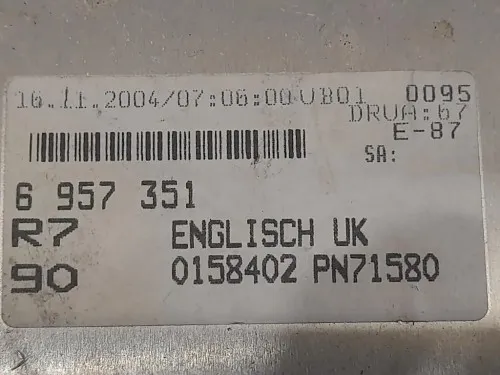 16.11.2004/07:06:00 VB01 0095
DRVA:67
E-87
SA:
6 957 351
R7 ENGLISCH UK
90 0158402 PN71580